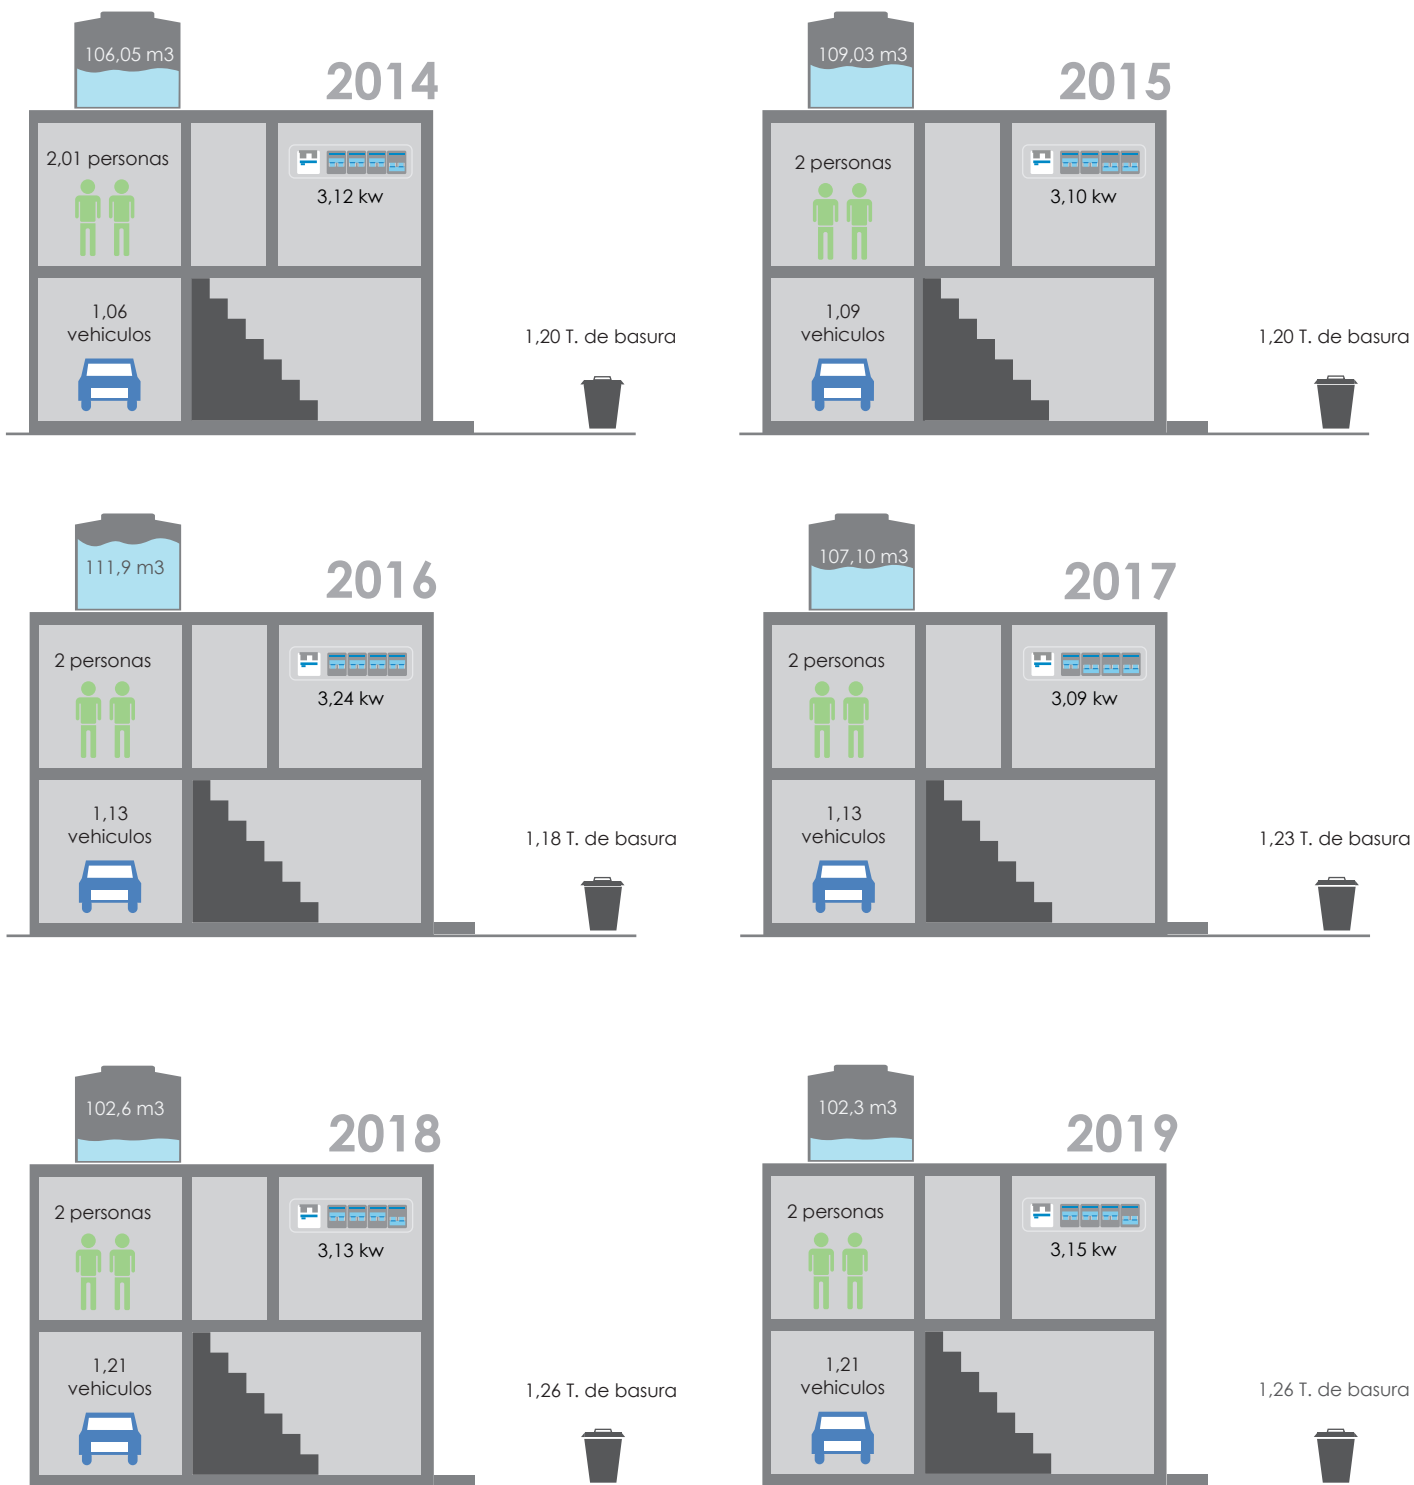 106,05 m3
2014
2,01 personas
3,12 kw
1,06
vehiculos
1,20 T. de basura
109,03 m3
2015
2 personas
3,10 kw
1,09
vehiculos
1,20 T. de basura
111,9 m3
2016
2 personas
3,24 kw
1,13
vehiculos
1,18 T. de basura
107,10 m3
2017
2 personas
3,09 kw
1,13
vehiculos
1,23 T. de basura
102,6 m3
2018
2 personas
3,13 kw
1,21
vehiculos
1,26 T. de basura
102,3 m3
2019
2 personas
3,15 kw
1,21
vehiculos
1,26 T. de basura